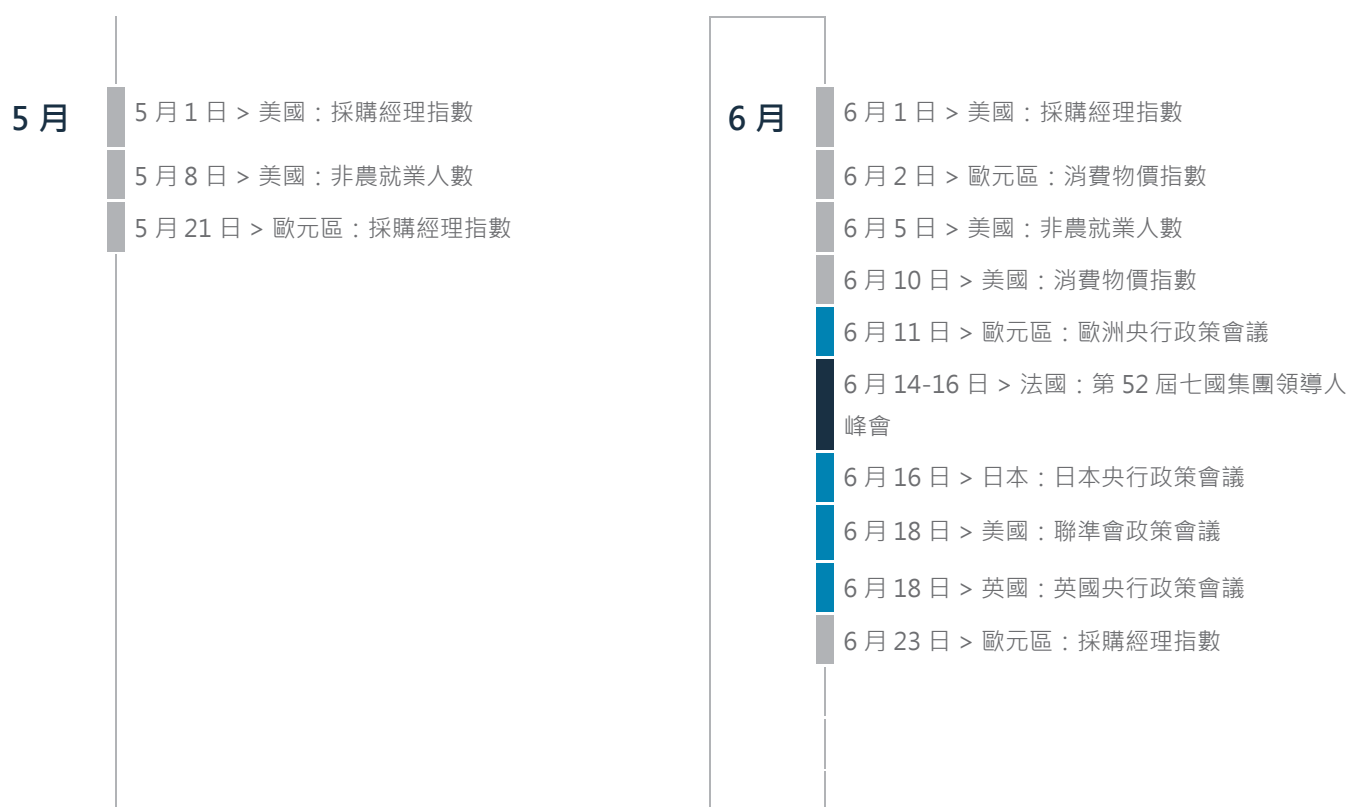 5 月
5 月 1 日 > 美國：採購經理指數
5 月 8 日 > 美國：非農就業人數
5 月 21 日 > 歐元區：採購經理指數
6 月
6 月 1 日 > 美國：採購經理指數
6 月 2 日 > 歐元區：消費物價指數
6 月 5 日 > 美國：非農就業人數
6 月 10 日 > 美國：消費物價指數
6 月 11 日 > 歐元區：歐洲央行政策會議
6 月 14-16 日 > 法國：第 52 屆七國集團領導人
峰會
6 月 16 日 > 日本：日本央行政策會議
6 月 18 日 > 美國：聯準會政策會議
6 月 18 日 > 英國：英國央行政策會議
6 月 23 日 > 歐元區：採購經理指數